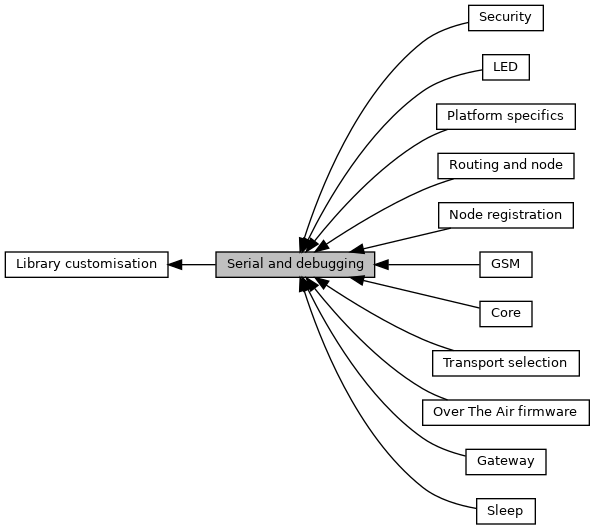 Security
LED
Platform specifics
Routing and node
Node registration
Library customisation
Serial and debugging
GSM
Core
Transport selection
Over The Air firmware
Gateway
Sleep